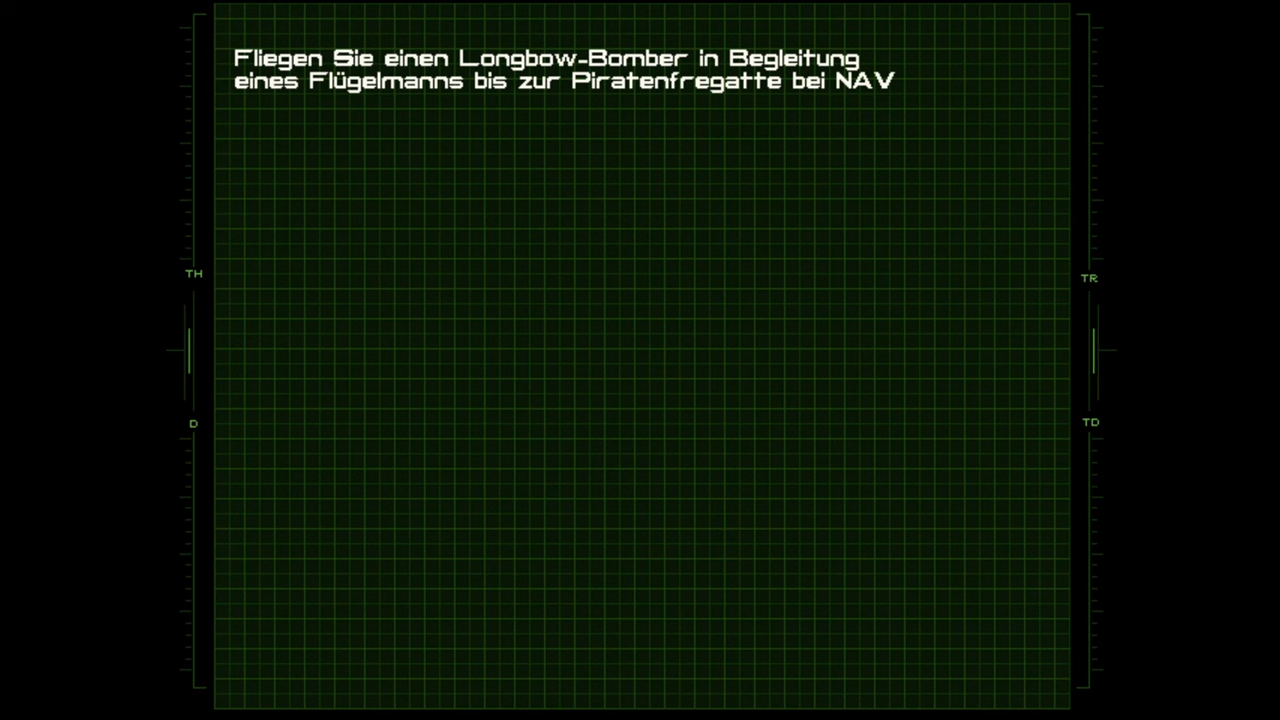 Fliegen Sie einen Longbow-Bomber in Begleitung
eines Flügelmanns bis zur Piratenfregatte bei NAV
TH
TR
D
TD